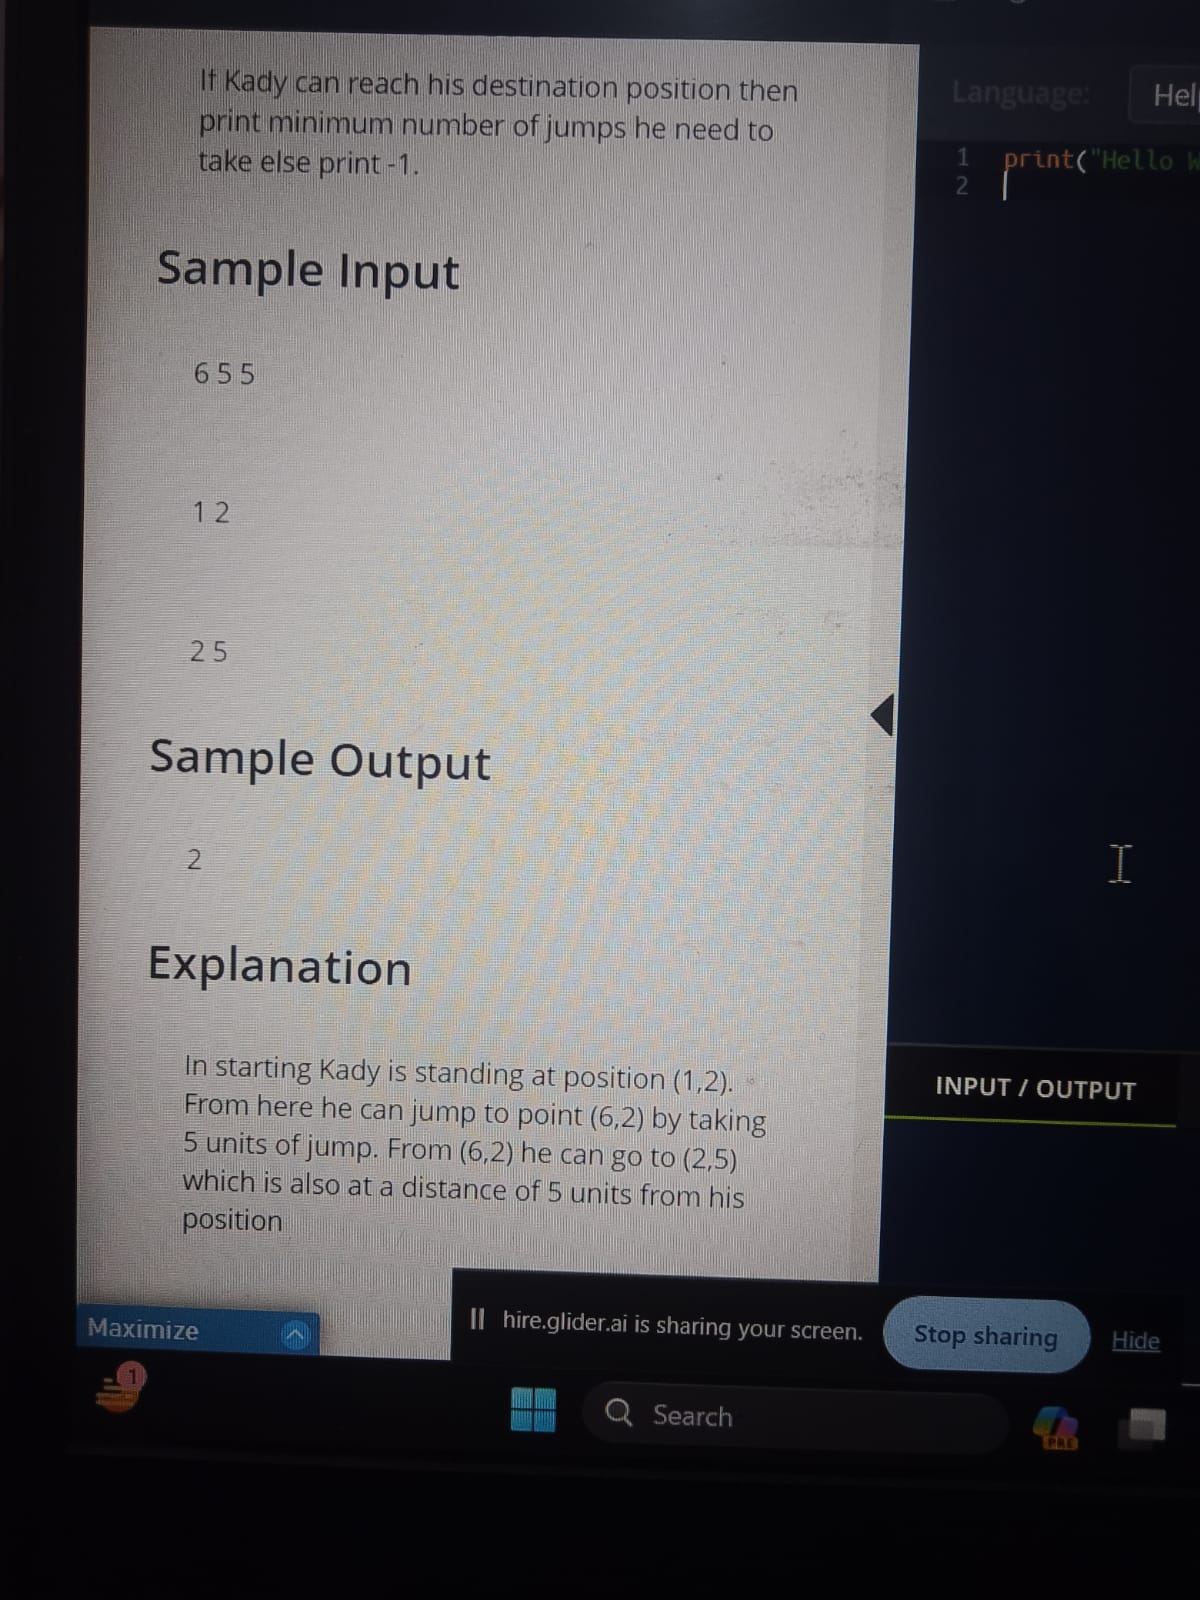 If Kady can reach his destination position then
print minimum number of jumps he need to
take else print -1.
Sample Input
6 5 5
1 2
2 5
Sample Output
2
Explanation
In starting Kady is standing at position (1,2).
From here he can jump to point (6,2) by taking
5 units of jump. From (6,2) he can go to (2,5)
which is also at a distance of 5 units from his
position
Language:
1 print("Hello
2
INPUT / OUTPUT
Maximize
hire.glider.ai is sharing your screen.
Stop sharing
Hide
1
Search
PRE